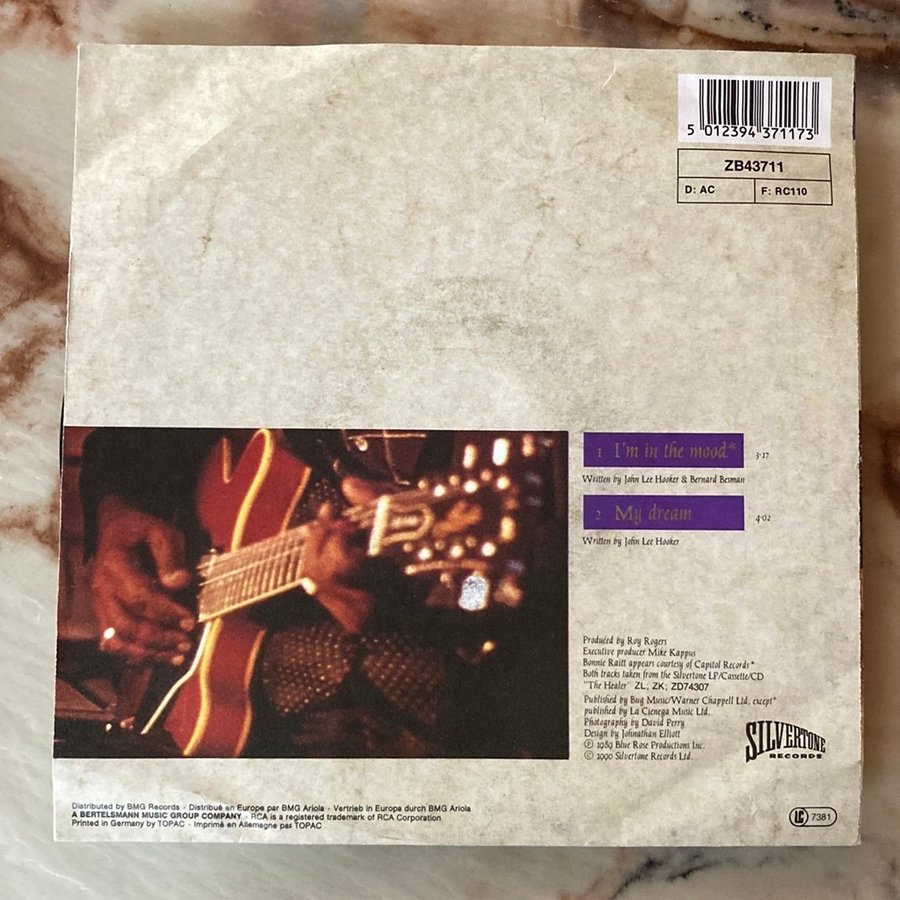 5 012394 371173
ZB43711
D: AC F: RC110
1 I'm in the mood* 3·17
Written by John Lee Hooker & Bernard Besman
2 My dream 4·02
Written by John Lee Hooker
Produced by Roy Rogers
Executive producer Mike Kappus
Bonnie Raitt appears courtesy of Capitol Records*
Both tracks taken from the Silvertone LP/Cassette/CD
"The Healer" ZL; ZK; ZD74307
Published by Bug Music/Warner Chappell Ltd, except*
published by La Cienega Music Ltd.
Photography by David Perry
Design by Johnathan Elliott
Ⓟ 1989 Blue Rose Productions Inc.
© 1990 Silvertone Records Ltd.
SILVERTONE
RECORDS
Distributed by BMG Records · Distribué en Europe par BMG Ariola · Vertrieb in Europa durch BMG Ariola
A BERTELSMANN MUSIC GROUP COMPANY · RCA is a registered trademark of RCA Corporation
Printed in Germany by TOPAC · Imprimé en Allemagne par TOPAC
LC 7381